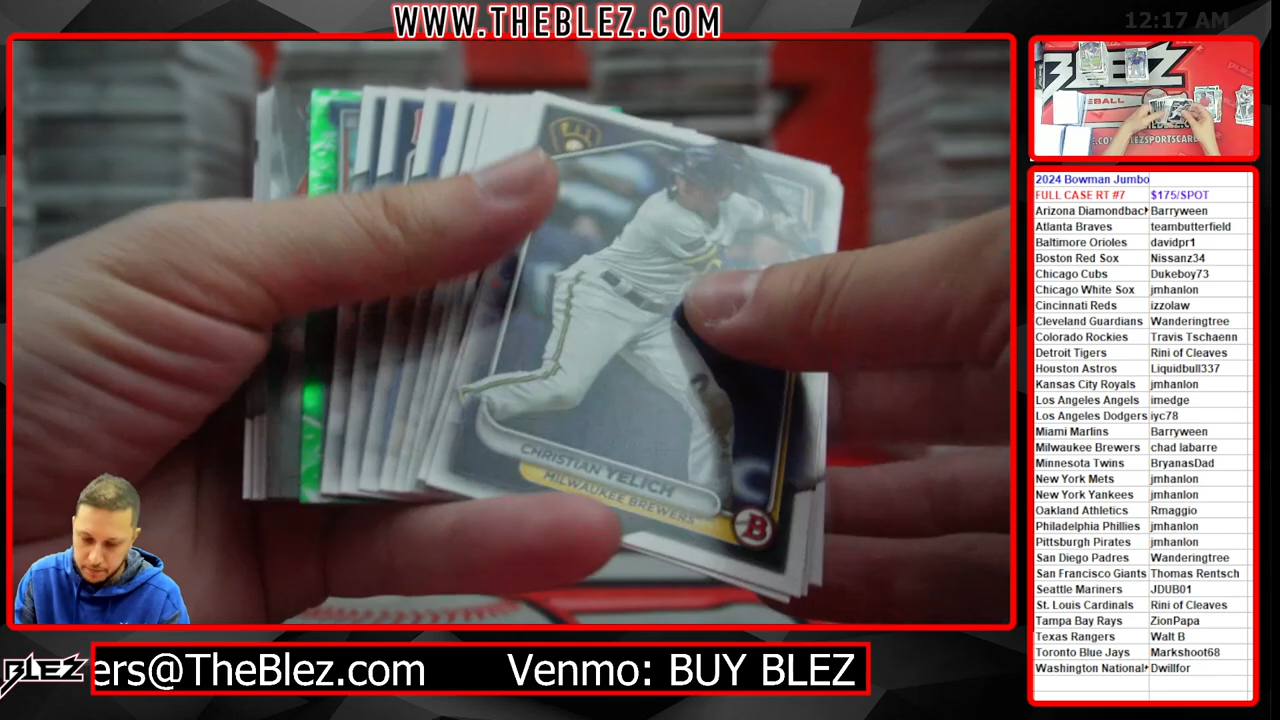 WWW.THEBLEZ.COM
12:17 AM
CHRISTIAN YELICH
MILWAUKEE BREWERS
B
BLEZ
EBALL
2024 Bowman Jumbo
FULL CASE RT #7 $175/SPOT
Arizona Diamondbac Barryween
Atlanta Braves teambutterfield
Baltimore Orioles davidpr1
Boston Red Sox Nissanz34
Chicago Cubs Dukeboy73
Chicago White Sox jmhanlon
Cincinnati Reds izzolaw
Cleveland Guardians Wanderingtree
Colorado Rockies Travis Tschaenn
Detroit Tigers Rini of Cleaves
Houston Astros Liquidbull337
Kansas City Royals jmhanlon
Los Angeles Angels imedge
Los Angeles Dodgers iyc78
Miami Marlins Barryween
Milwaukee Brewers chad labarre
Minnesota Twins BryanasDad
New York Mets jmhanlon
New York Yankees jmhanlon
Oakland Athletics Rmaggio
Philadelphia Phillies jmhanlon
Pittsburgh Pirates jmhanlon
San Diego Padres Wanderingtree
San Francisco Giants Thomas Rentsch
Seattle Mariners JDUB01
St. Louis Cardinals Rini of Cleaves
Tampa Bay Rays ZionPapa
Texas Rangers Walt B
Toronto Blue Jays Markshoot68
Washington National Dwillfor
BLEZ
ers@TheBlez.com Venmo: BUY BLEZ